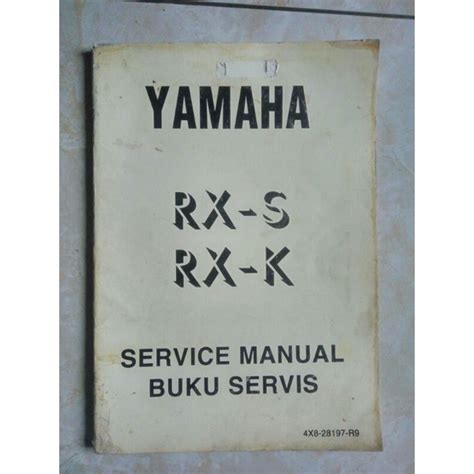 YAMAHA
RX-S
RX-K
SERVICE MANUAL
BUKU SERVIS
4X8-28197-R9